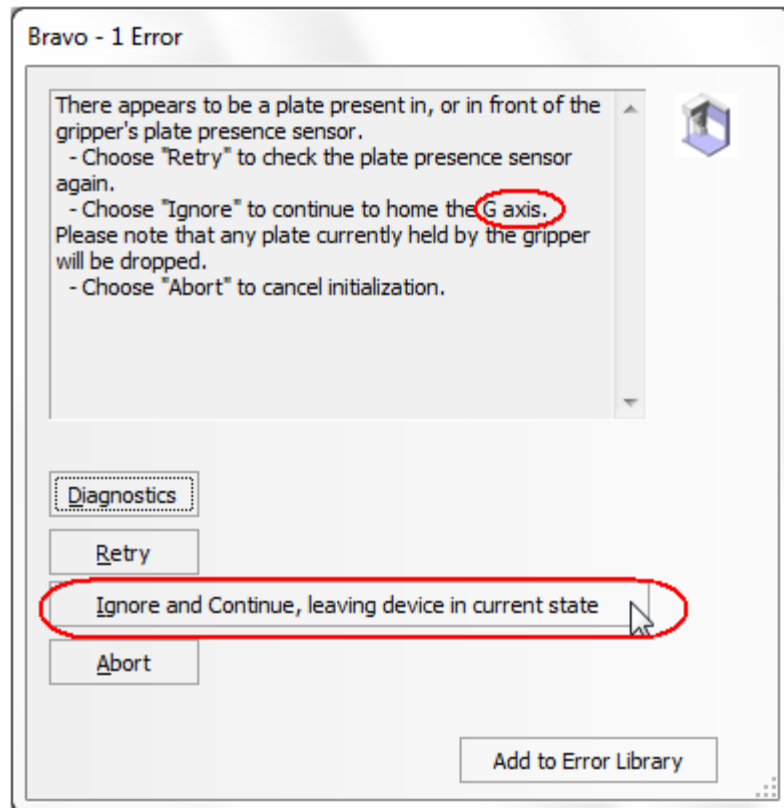 Bravo - 1 Error
There appears to be a plate present in, or in front of the
gripper's plate presence sensor.
- Choose "Retry" to check the plate presence sensor
again.
- Choose "Ignore" to continue to home the G axis.
Please note that any plate currently held by the gripper
will be dropped.
- Choose "Abort" to cancel initialization.
Diagnostics
Retry
Ignore and Continue, leaving device in current state
Abort
Add to Error Library